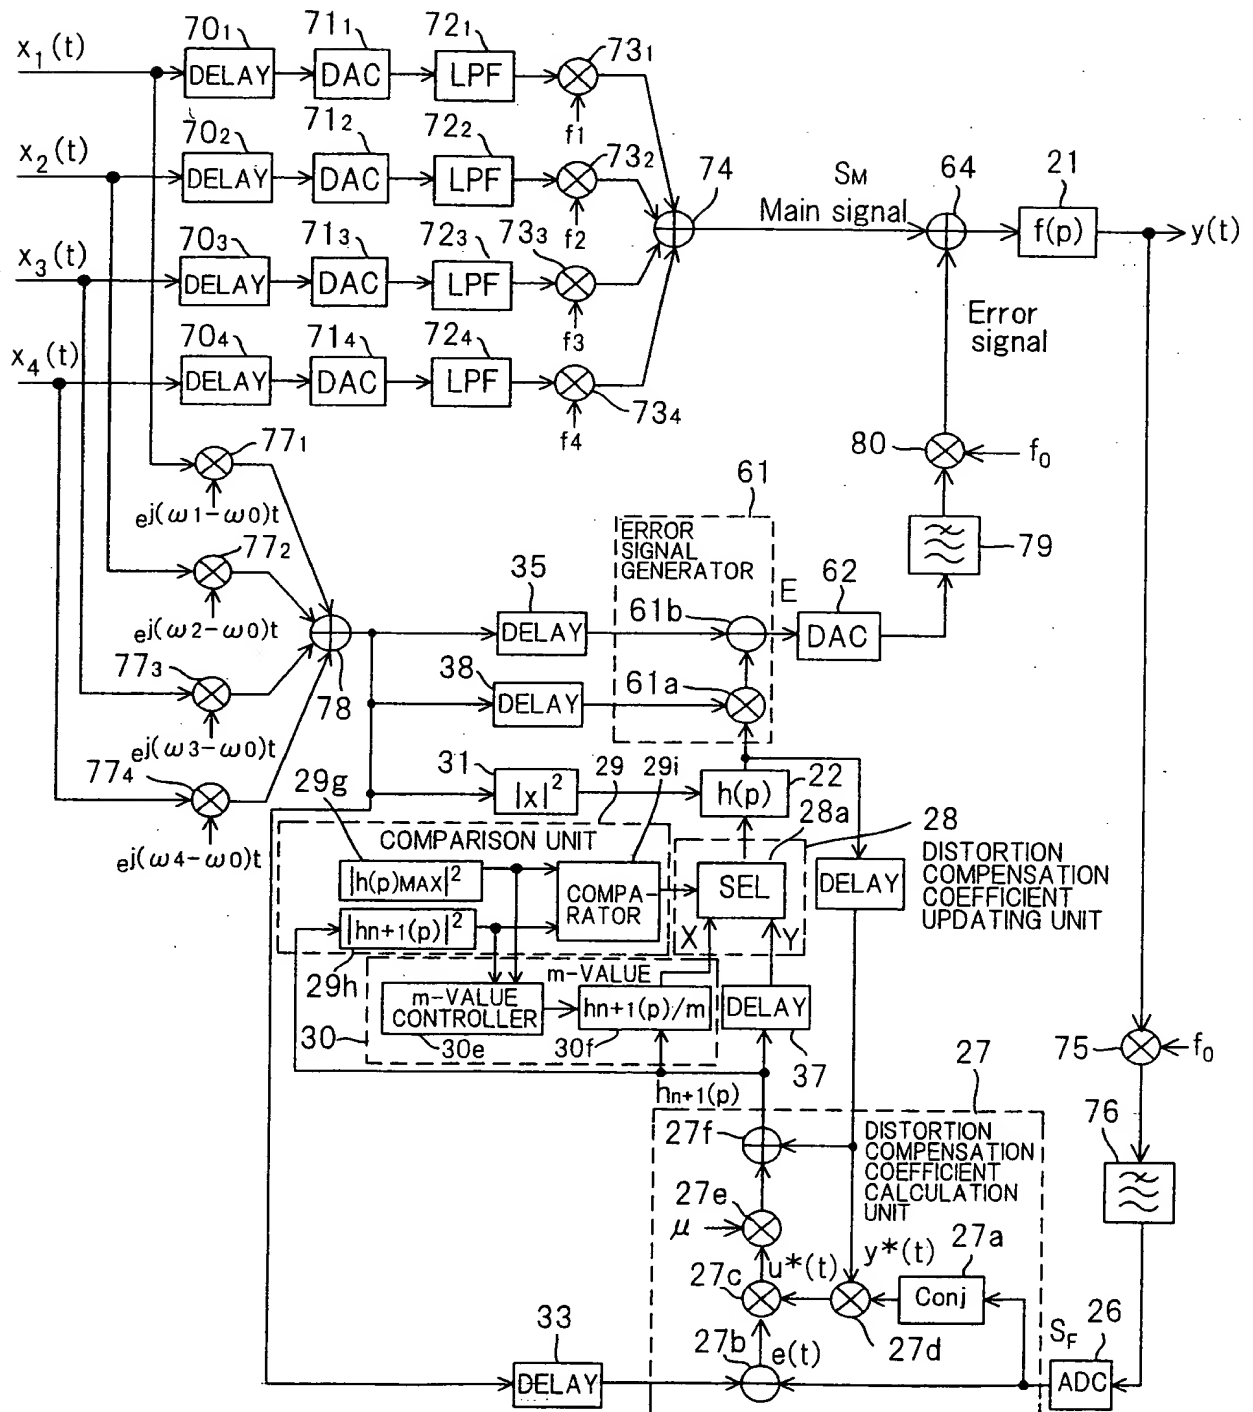 x1(t)
701
DELAY
711
DAC
721
LPF
731
f1
x2(t)
702
DELAY
712
DAC
722
LPF
732
f2
x3(t)
703
DELAY
713
DAC
723
LPF
733
f3
x4(t)
704
DELAY
714
DAC
724
LPF
734
f4
74
SM
Main signal
64
21
f(p)
y(t)
Error
signal
80
f0
79
771
ej(ω1-ω0)t
772
ej(ω2-ω0)t
773
ej(ω3-ω0)t
774
ej(ω4-ω0)t
78
35
DELAY
38
DELAY
61
ERROR
SIGNAL
GENERATOR
61b
61a
E
62
DAC
31
|x|2
29
29i
22
h(p)
28a
28
29g
COMPARISON UNIT
|h(p)MAX|2
|hn+1(p)|2
29h
COMPA-
RATOR
SEL
X
Y
DELAY
DISTORTION
COMPENSATION
COEFFICIENT
UPDATING UNIT
m-VALUE
m-VALUE
CONTROLLER
30
30e
hn+1(p)/m
30f
DELAY
37
hn+1(p)
75
f0
76
27
27f
DISTORTION
COMPENSATION
COEFFICIENT
CALCULATION
UNIT
27e
μ
27c
u*(t)
y*(t)
27a
Conj
27d
27b
e(t)
33
DELAY
SF
26
ADC